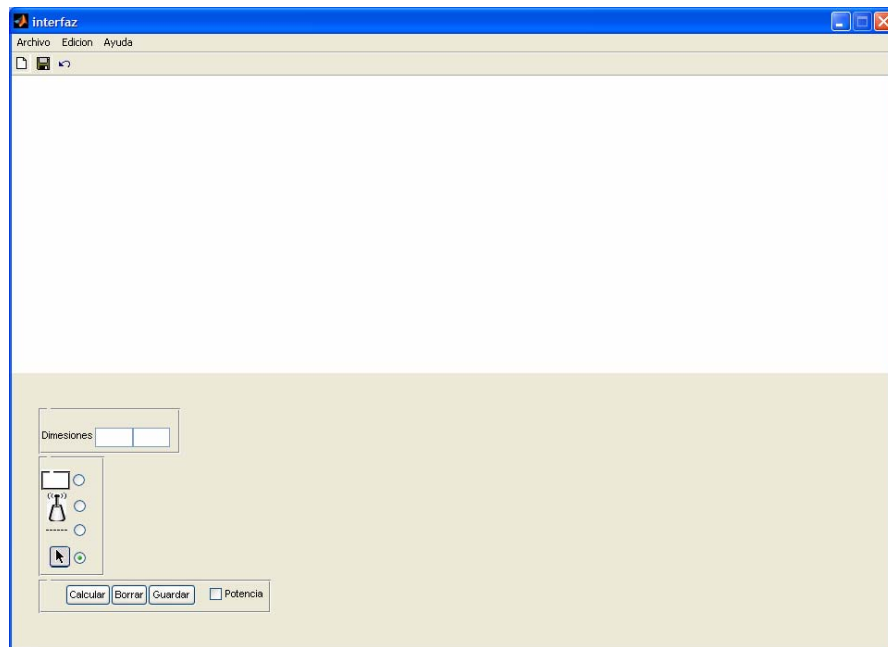 interfaz
Archivo Edicion Ayuda
Dimesiones
Calcular Borrar Guardar Potencia